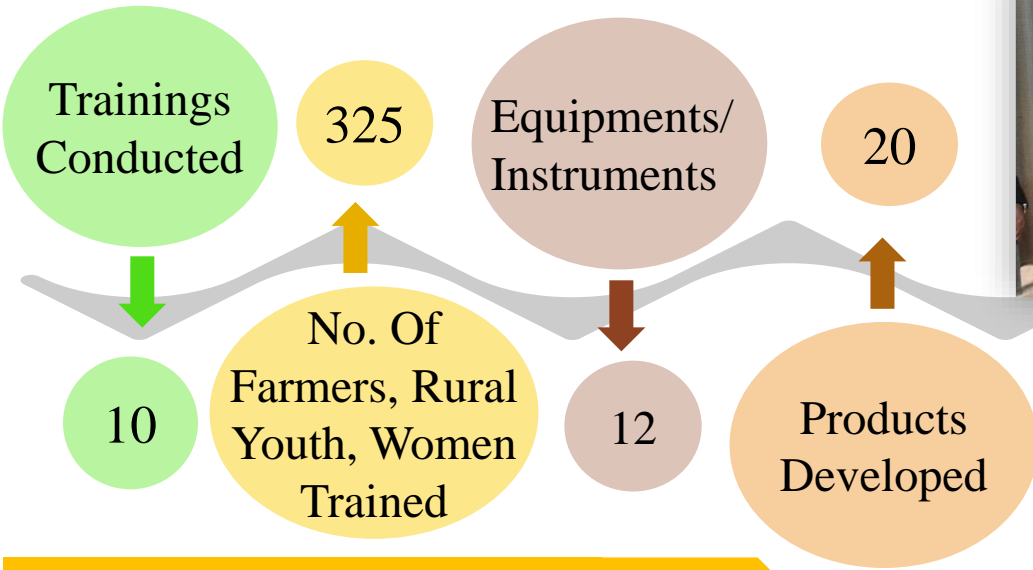 Trainings
Conducted
10
325
No. Of
Farmers, Rural
Youth, Women
Trained
Equipments/
Instruments
12
20
Products
Developed